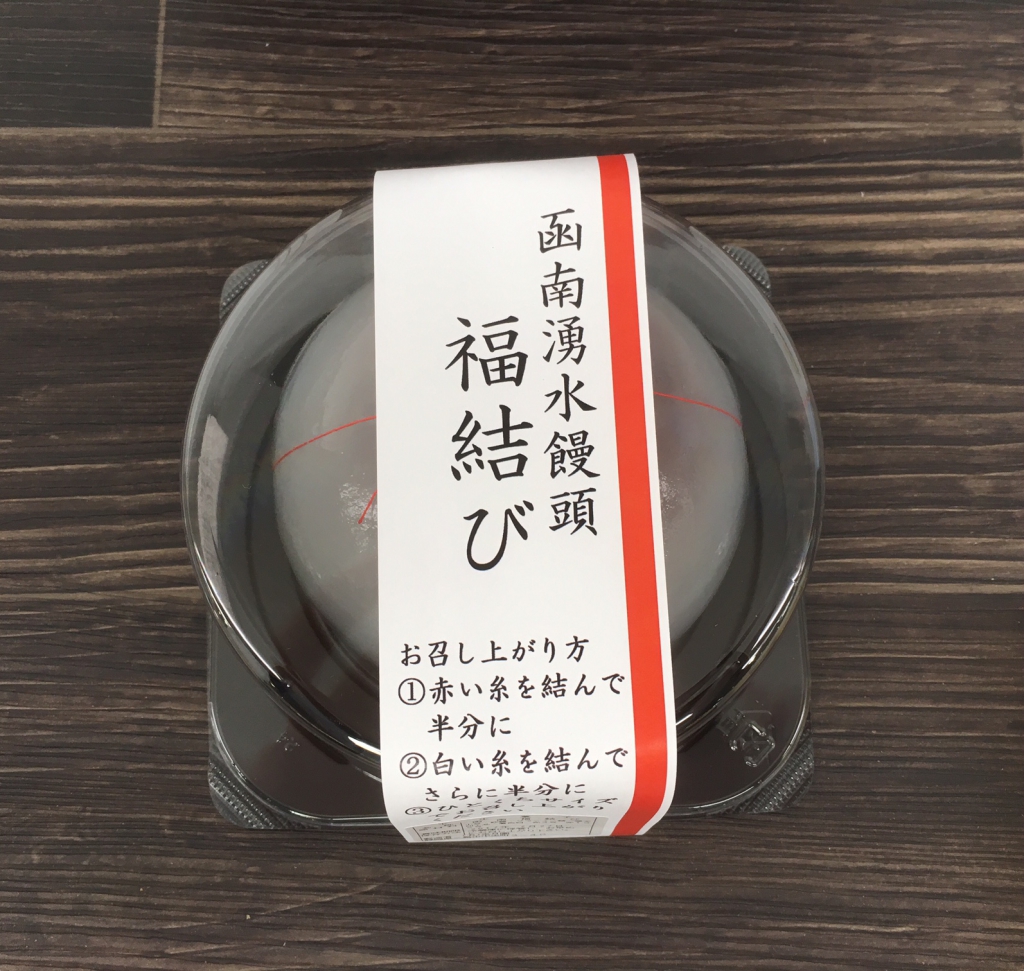 函南湧水饅頭
福結び
お召し上がり方
①赤い糸を結んで
半分に
②白い糸を結んで
さらに半分に